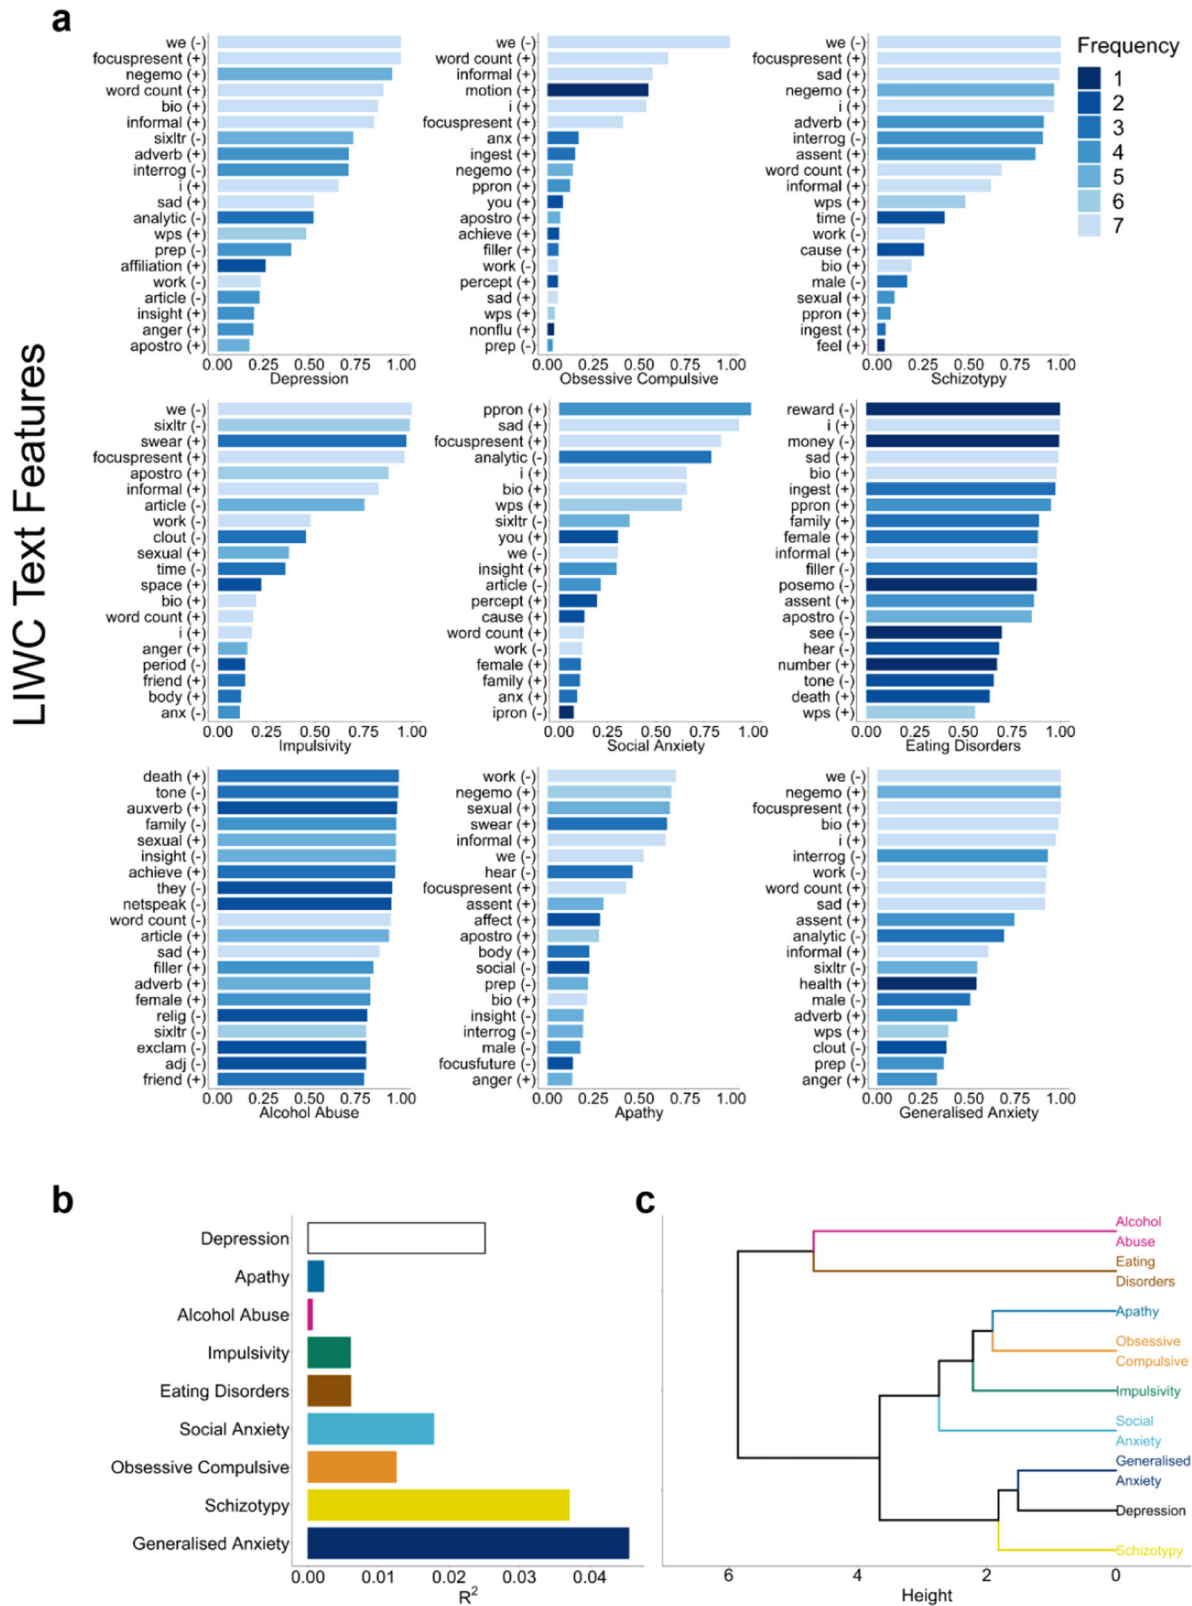 a
LIWC Text Features
we (-)
focuspresent (+)
negemo (+)
word count (+)
bio (+)
informal (+)
sixltr (-)
adverb (+)
interrog (-)
i (+)
sad (+)
analytic (-)
wps (+)
prep (-)
affiliation (+)
work (-)
article (-)
insight (+)
anger (+)
apostro (+)
0.00 0.25 0.50 0.75 1.00
Depression
we (-)
word count (+)
informal (+)
motion (+)
i (+)
focuspresent (+)
anx (+)
ingest (+)
negemo (+)
ppron (+)
you (+)
apostro (+)
achieve (+)
filler (+)
work (-)
percept (+)
sad (+)
wps (+)
nonflu (+)
prep (-)
0.00 0.25 0.50 0.75 1.00
Obsessive Compulsive
we (-)
focuspresent (+)
sad (+)
negemo (+)
i (+)
adverb (+)
interrog (-)
assent (+)
word count (+)
informal (+)
wps (+)
time (-)
work (-)
cause (+)
bio (+)
male (-)
sexual (+)
ppron (+)
ingest (+)
feel (+)
0.00 0.25 0.50 0.75 1.00
Schizotypy
Frequency
1
2
3
4
5
6
7
we (-)
sixltr (-)
swear (+)
focuspresent (+)
apostro (+)
informal (+)
article (-)
work (-)
clout (-)
sexual (+)
time (-)
space (+)
bio (+)
word count (+)
i (+)
anger (+)
period (-)
friend (+)
body (+)
anx (-)
0.00 0.25 0.50 0.75 1.00
Impulsivity
ppron (+)
sad (+)
focuspresent (+)
analytic (-)
i (+)
bio (+)
wps (+)
sixltr (-)
you (+)
we (-)
insight (+)
article (-)
percept (+)
cause (+)
word count (+)
work (-)
female (+)
family (+)
anx (+)
ipron (-)
0.00 0.25 0.50 0.75 1.00
Social Anxiety
reward (-)
i (+)
money (-)
sad (+)
bio (+)
ingest (+)
ppron (+)
family (+)
female (+)
informal (+)
filler (-)
posemo (-)
assent (+)
apostro (-)
see (-)
hear (-)
number (+)
tone (-)
death (+)
wps (+)
0.00 0.25 0.50 0.75 1.00
Eating Disorders
death (+)
tone (-)
auxverb (+)
family (-)
sexual (+)
insight (-)
achieve (+)
they (-)
netspeak (-)
word count (-)
article (+)
sad (+)
filler (+)
adverb (+)
female (+)
relig (-)
sixltr (-)
exclam (-)
adj (-)
friend (+)
0.00 0.25 0.50 0.75 1.00
Alcohol Abuse
work (-)
negemo (+)
sexual (+)
swear (+)
informal (+)
we (-)
hear (-)
focuspresent (+)
assent (+)
affect (+)
apostro (+)
body (+)
social (-)
prep (-)
bio (+)
insight (-)
interrog (-)
male (-)
focusfuture (-)
anger (+)
0.00 0.25 0.50 0.75 1.00
Apathy
we (-)
negemo (+)
focuspresent (+)
bio (+)
i (+)
interrog (-)
work (-)
word count (+)
sad (+)
assent (+)
analytic (-)
informal (+)
sixltr (-)
health (+)
male (-)
adverb (+)
wps (+)
clout (-)
prep (-)
anger (+)
0.00 0.25 0.50 0.75 1.00
Generalised Anxiety
b
Depression
Apathy
Alcohol Abuse
Impulsivity
Eating Disorders
Social Anxiety
Obsessive Compulsive
Schizotypy
Generalised Anxiety
0.00 0.01 0.02 0.03 0.04
R²
c
Alcohol
Abuse
Eating
Disorders
Apathy
Obsessive
Compulsive
Impulsivity
Social
Anxiety
Generalised
Anxiety
Depression
Schizotypy
6 4 2 0
Height